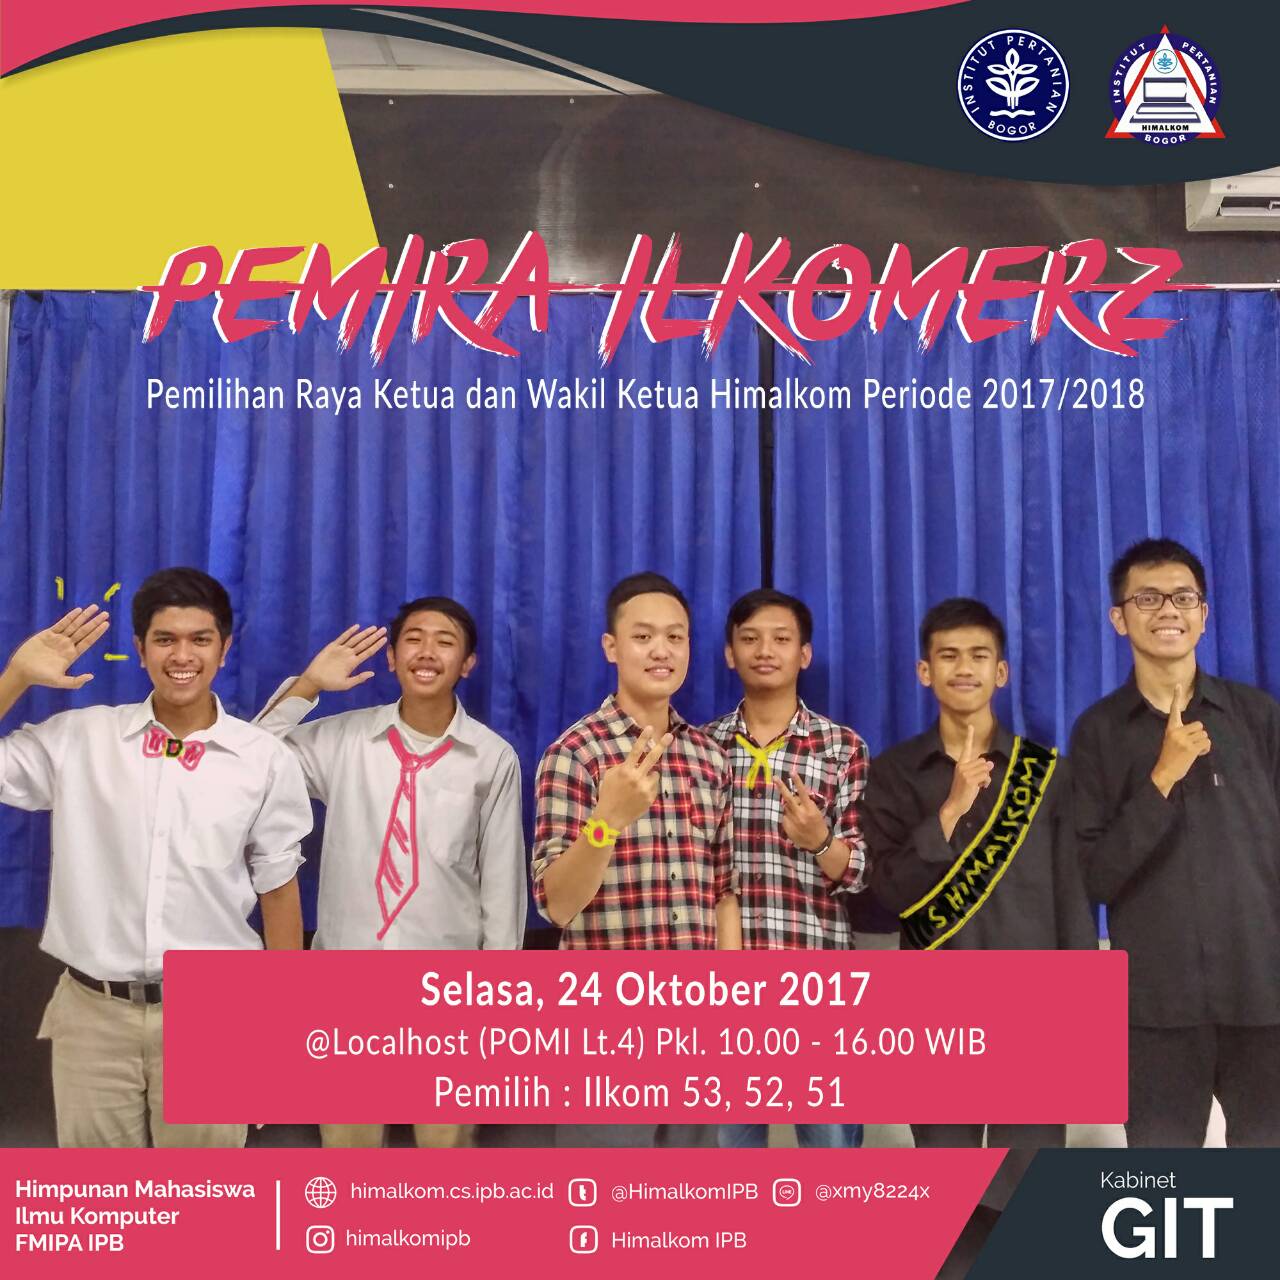 INSTITUT PERTANIAN
BOGOR
INSTITUT PERTANIAN
HIMALKOM
BOGOR
LG
PEMIRA ILKOMERZ
Pemilihan Raya Ketua dan Wakil Ketua Himalkom Periode 2017/2018
S HIMALKOM
Selasa, 24 Oktober 2017
@Localhost (POMI Lt.4) Pkl. 10.00 - 16.00 WIB
Pemilih : Ilkom 53, 52, 51
Himpunan Mahasiswa
Ilmu Komputer
FMIPA IPB
himalkom.cs.ipb.ac.id
@HimalkomIPB
LINE
@xmy8224x
himalkomipb
Himalkom IPB
Kabinet
GIT